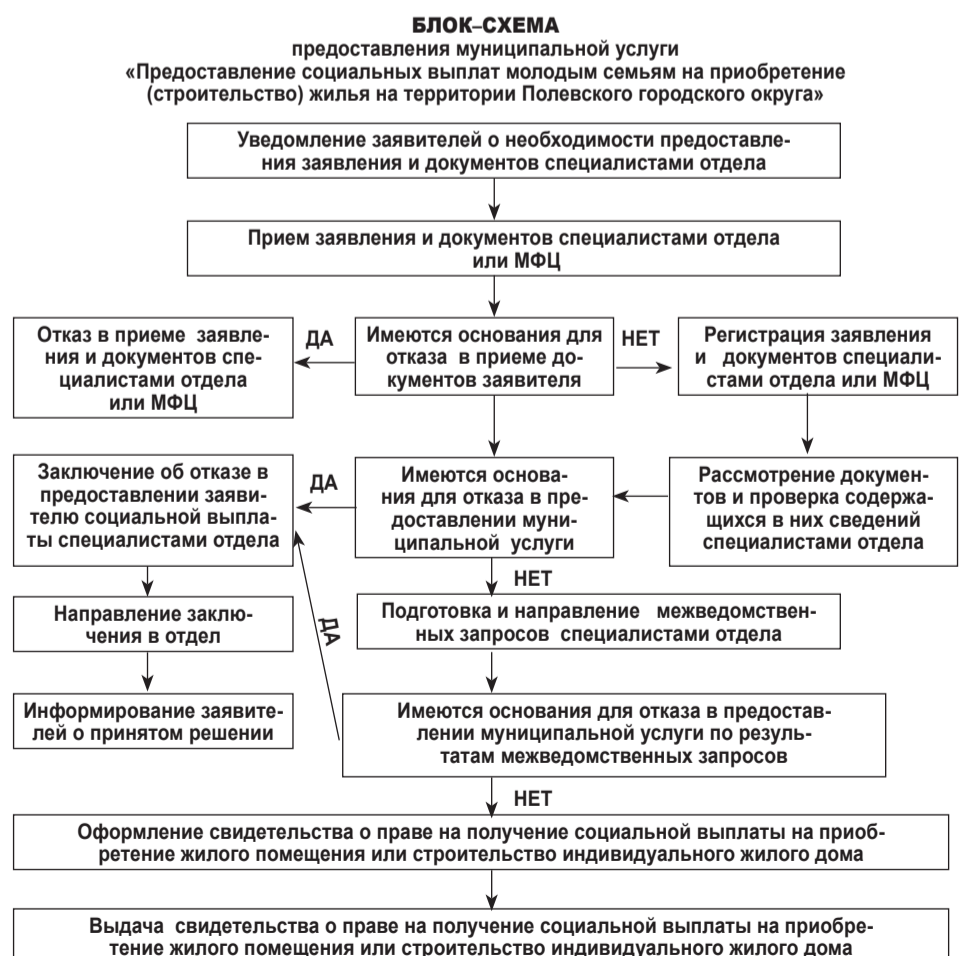 БЛОК–СХЕМА
предоставления муниципальной услуги
«Предоставление социальных выплат молодым семьям на приобретение
(строительство) жилья на территории Полевского городского округа»
Уведомление заявителей о необходимости предоставле-
ния заявления и документов специалистами отдела
Прием заявления и документов специалистами отдела
или МФЦ
Отказ в приеме заявле-
ния и документов спе-
циалистами отдела
или МФЦ
ДА
Имеются основания для
отказа в приеме до-
кументов заявителя
НЕТ
Регистрация заявления
и документов специали-
стами отдела или МФЦ
Заключение об отказе в
предоставлении заяви-
телю социальной выпла-
ты специалистами отдела
ДА
Имеются основа-
ния для отказа в пре-
доставлении муни-
ципальной услуги
Рассмотрение докумен-
тов и проверка содержа-
щихся в них сведений
специалистами отдела
НЕТ
Направление заклю-
чения в отдел
ДА
Подготовка и направление межведомствен-
ных запросов специалистами отдела
Информирование заявите-
лей о принятом решении
Имеются основания для отказа в предостав-
лении муниципальной услуги по резуль-
татам межведомственных запросов
НЕТ
Оформление свидетельства о праве на получение социальной выплаты на приоб-
ретение жилого помещения или строительство индивидуального жилого дома
Выдача свидетельства о праве на получение социальной выплаты на приобре-
тение жилого помещения или строительство индивидуального жилого дома